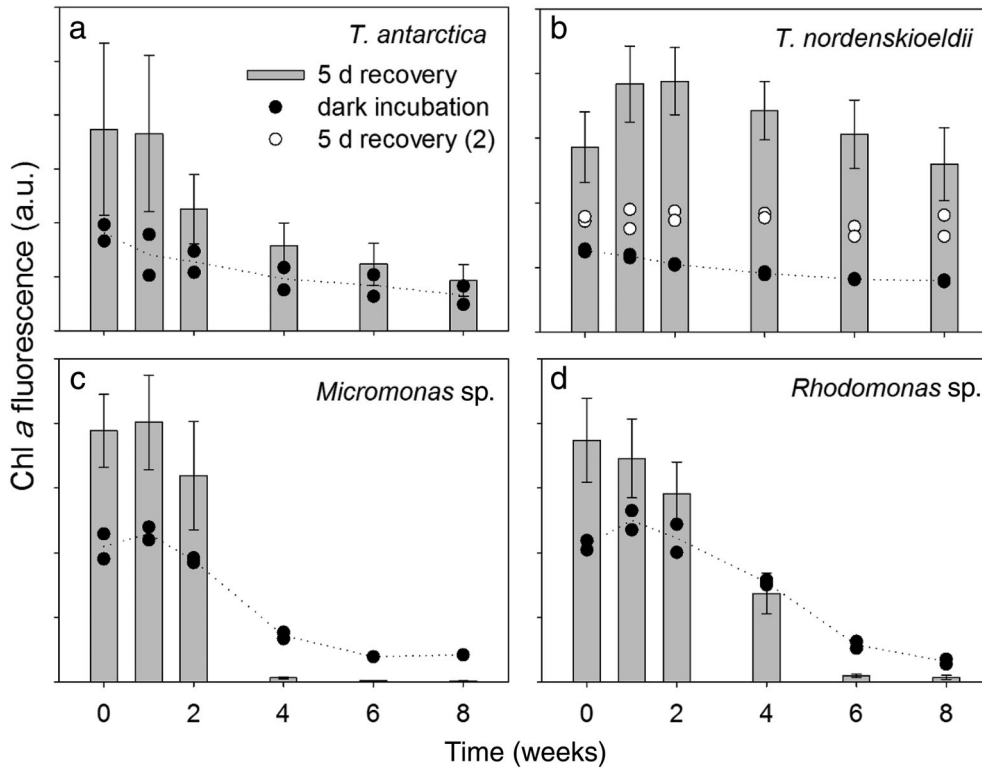 a
T. antarctica
5 d recovery
dark incubation
5 d recovery (2)
b
T. nordenskioeldii
c
Micromonas sp.
d
Rhodomonas sp.
Chl a fluorescence (a.u.)
0 2 4 6 8
0 2 4 6 8
Time (weeks)